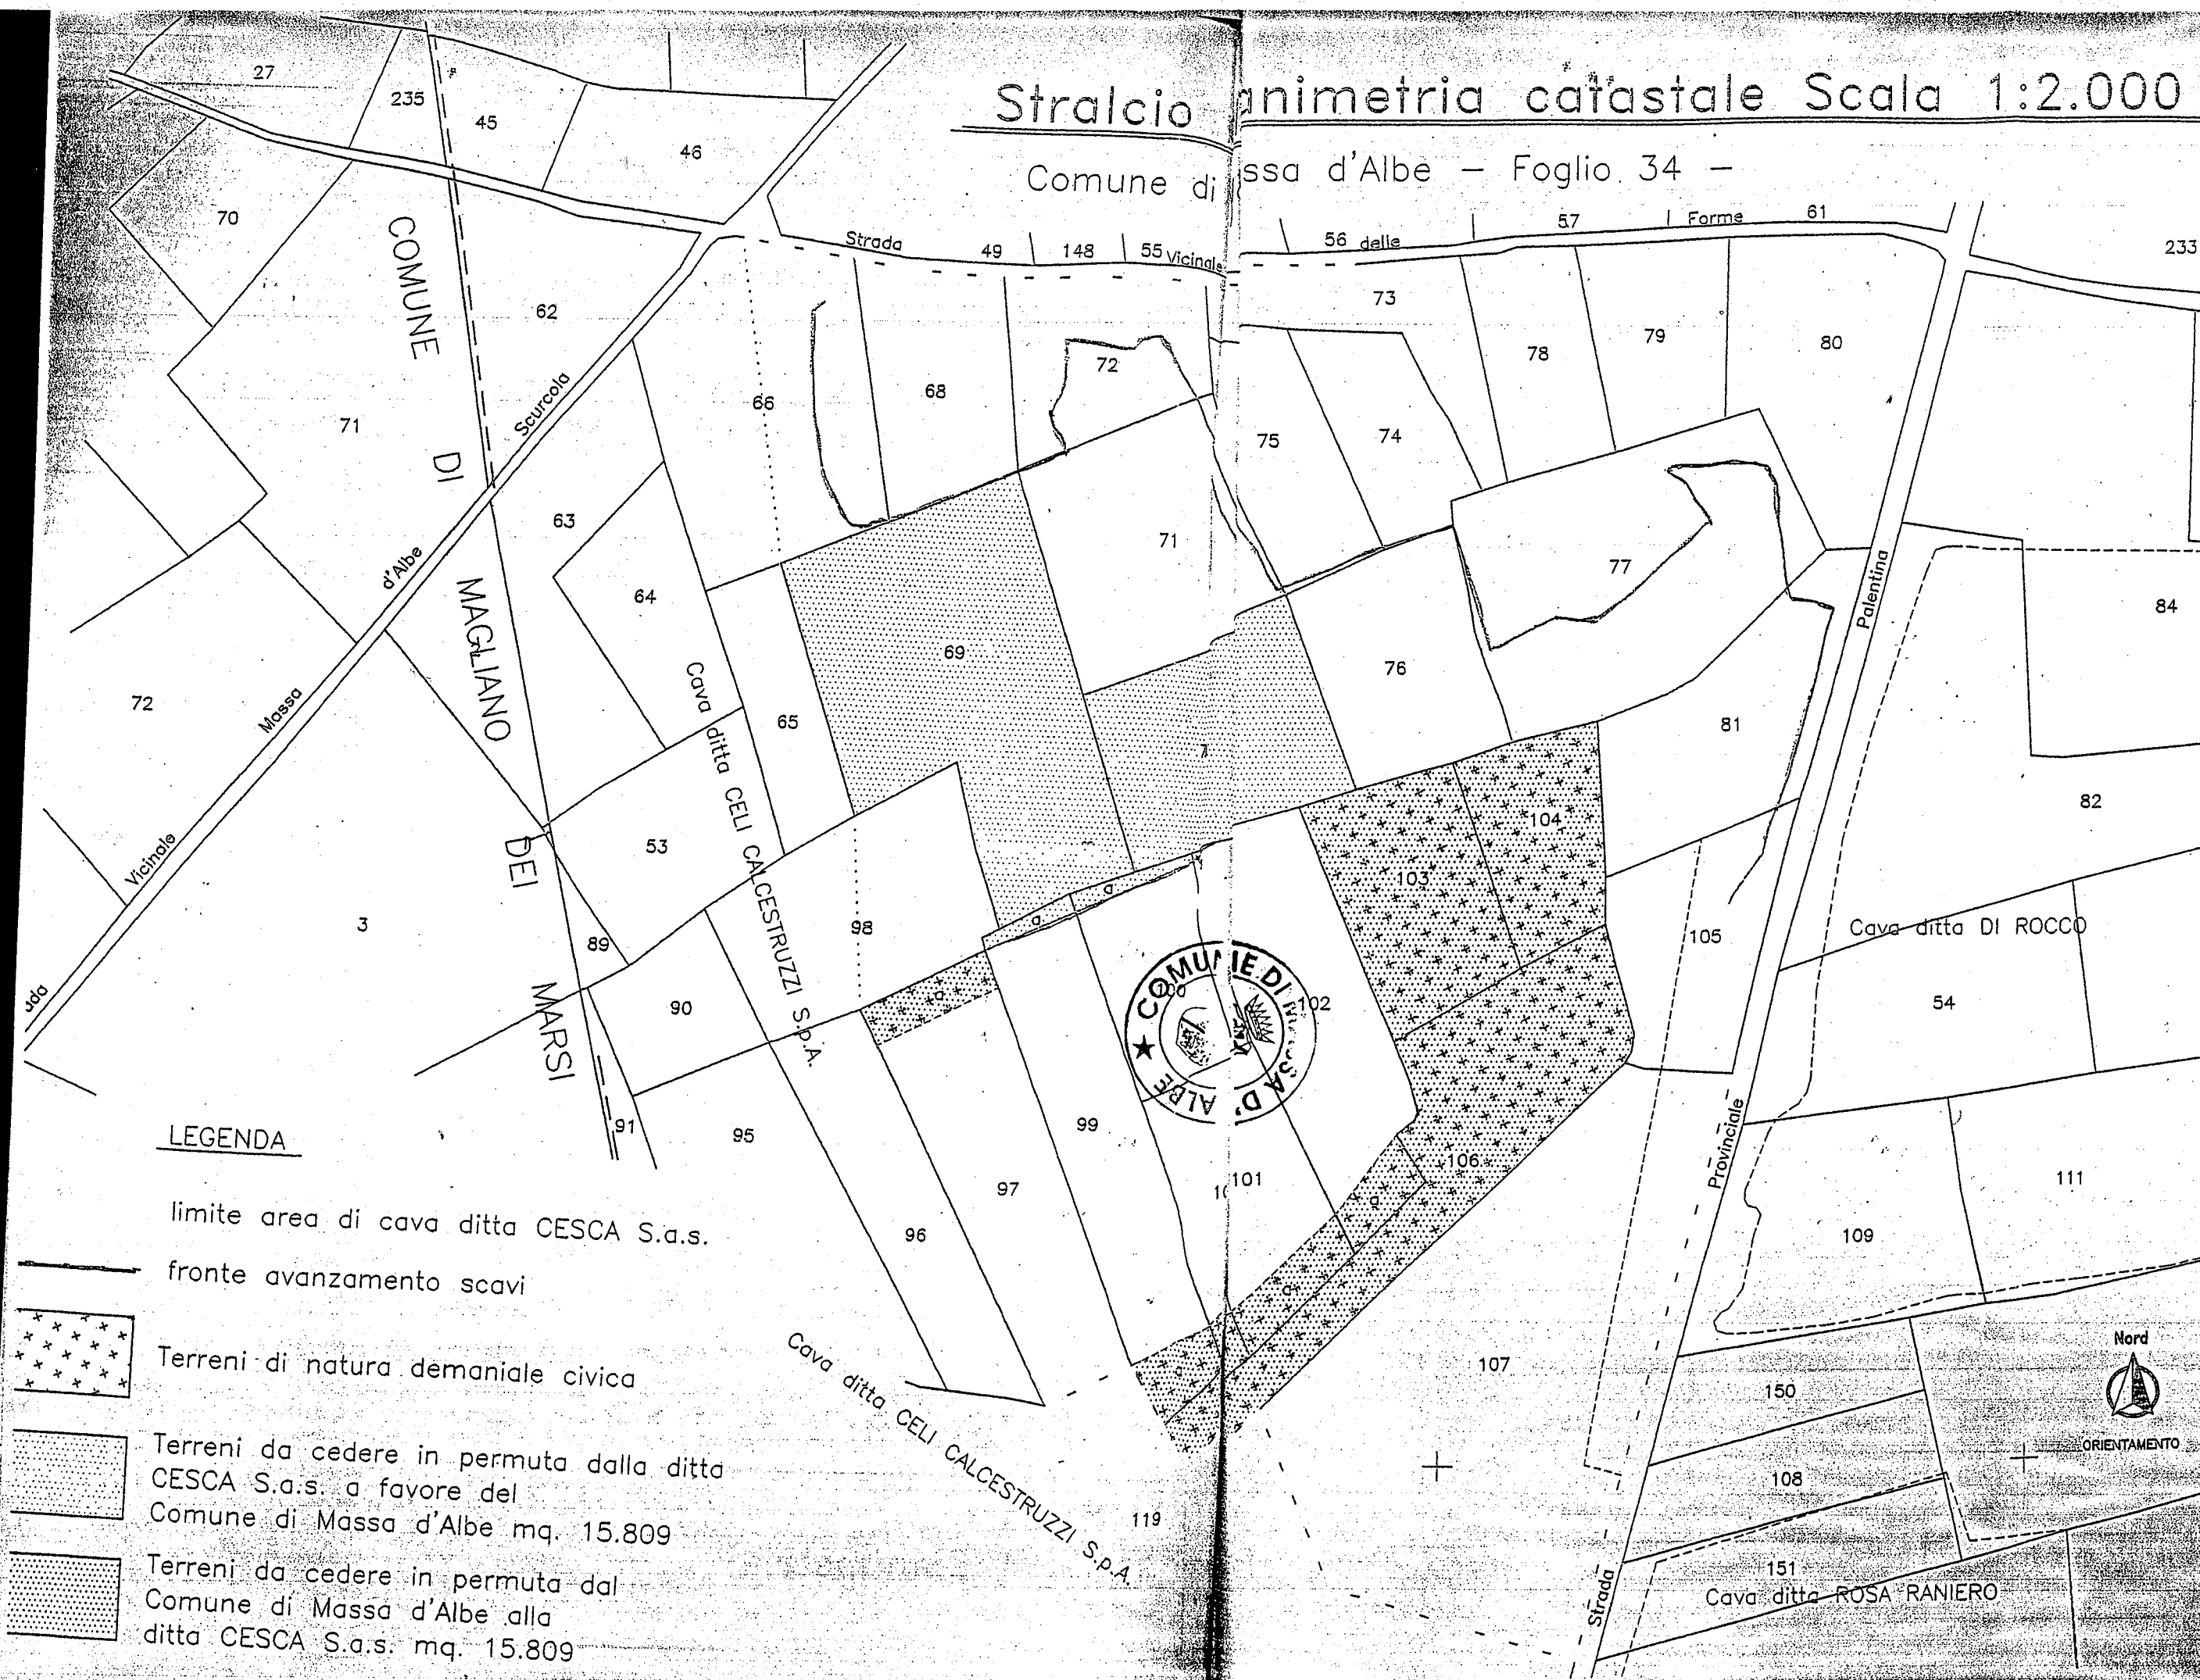 Stralcio animetria catastale Scala 1:2.000
Comune di ssa d'Albe – Foglio 34 –
27
235
45
46
70
COMUNE DI MAGLIANO DEI MARSI
62
Strada Vicinale delle Forme
49
148
55
56
57
61
233
73
78
79
80
72
68
66
71
Vicinale Massa d'Albe Scurcola
63
75
74
71
77
Palentina
84
64
69
76
72
65
81
82
Cava ditta CELI CALCESTRUZZI S.p.A.
53
104
103
3
89
98
105
Cava ditta DI ROCCO
54
90
a
a
a
100
102
COMUNE DI MASSA D'ALBE
91
95
99
106
97
101
a
a
a
96
Provinciale
109
111
LEGENDA
limite area di cava ditta CESCA S.a.s.
fronte avanzamento scavi
Terreni di natura demaniale civica
Terreni da cedere in permuta dalla ditta
CESCA S.a.s. a favore del
Comune di Massa d'Albe mq. 15.809
Terreni da cedere in permuta dal
Comune di Massa d'Albe alla
ditta CESCA S.a.s. mq. 15.809
Cava ditta CELI CALCESTRUZZI S.p.A.
119
107
150
108
151
Cava ditta ROSA RANIERO
Strada
Nord
ORIENTAMENTO